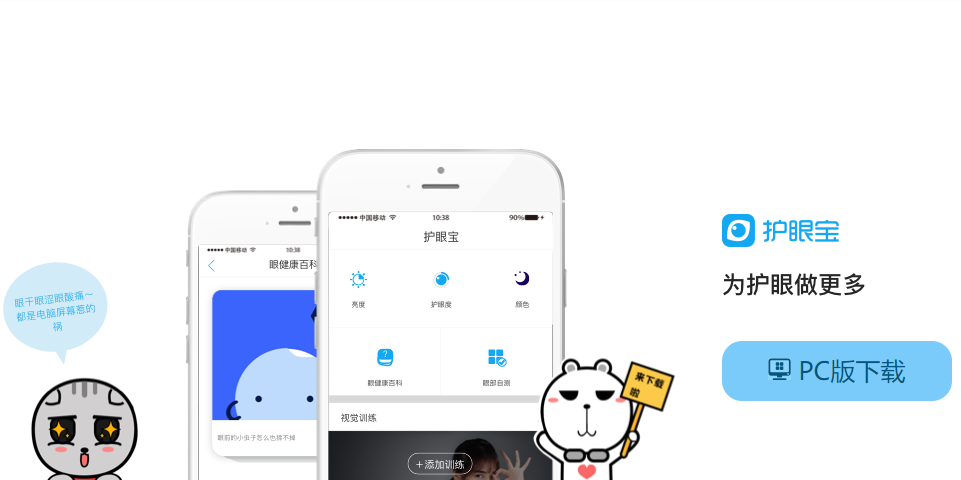 眼干眼涩眼酸痛～
都是电脑屏幕惹的
祸
中国移动
10:38
眼健康百科
眼前的小虫子怎么也擦不掉
中国移动
10:38
90%
护眼宝
亮度
护眼度
颜色
眼健康百科
眼部自测
视觉训练
+添加训练
来下载
啦
护眼宝
为护眼做更多
PC版下载